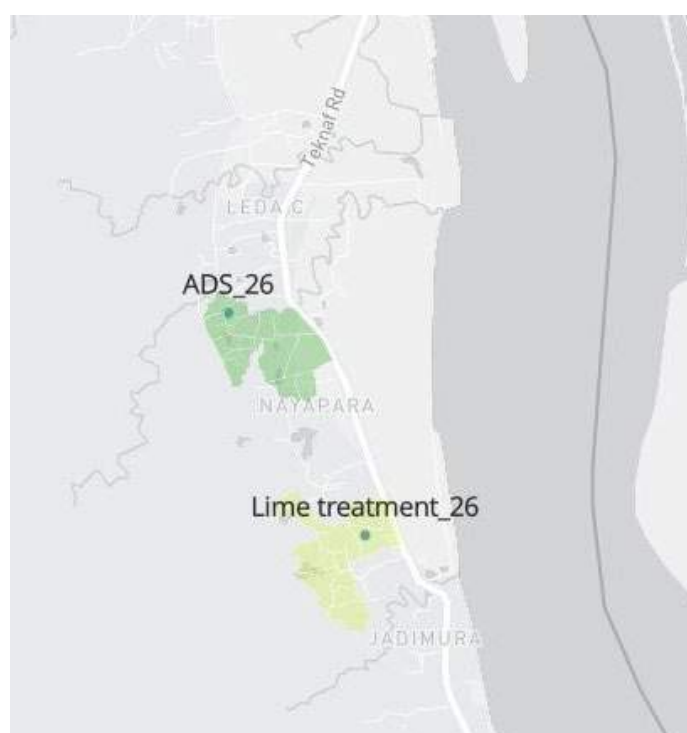 Teknaf Rd
LEDA C
ADS_26
NAYAPARA
Lime treatment_26
JADIMURA